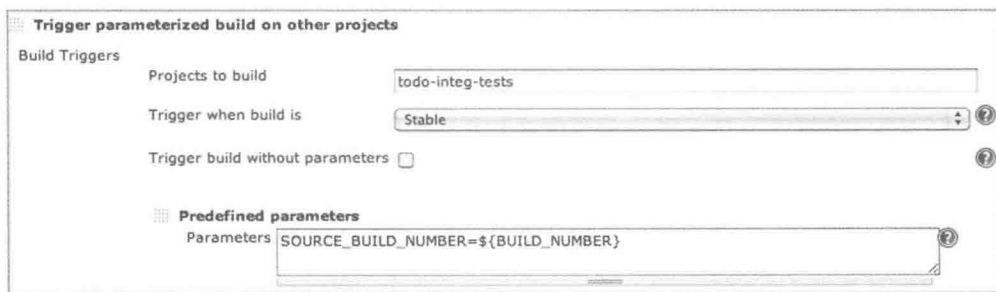 Trigger parameterized build on other projects
Build Triggers
Projects to build
todo-integ-tests
Trigger when build is
Stable
?
Trigger build without parameters
?
Predefined parameters
Parameters
SOURCE_BUILD_NUMBER=${BUILD_NUMBER}
?